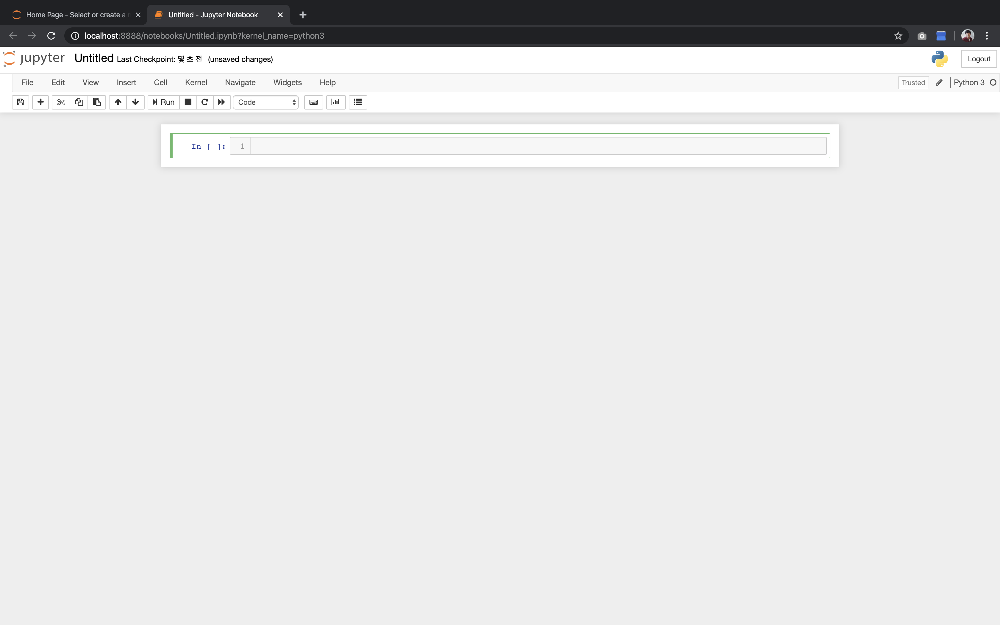 Home Page - Select or create a
Untitled - Jupyter Notebook
localhost:8888/notebooks/Untitled.ipynb?kernel_name=python3
jupyter Untitled Last Checkpoint: 몇 초 전 (unsaved changes)
Logout
File Edit View Insert Cell Kernel Navigate Widgets Help
Trusted
Python 3
Run
Code
In [ ]: 1